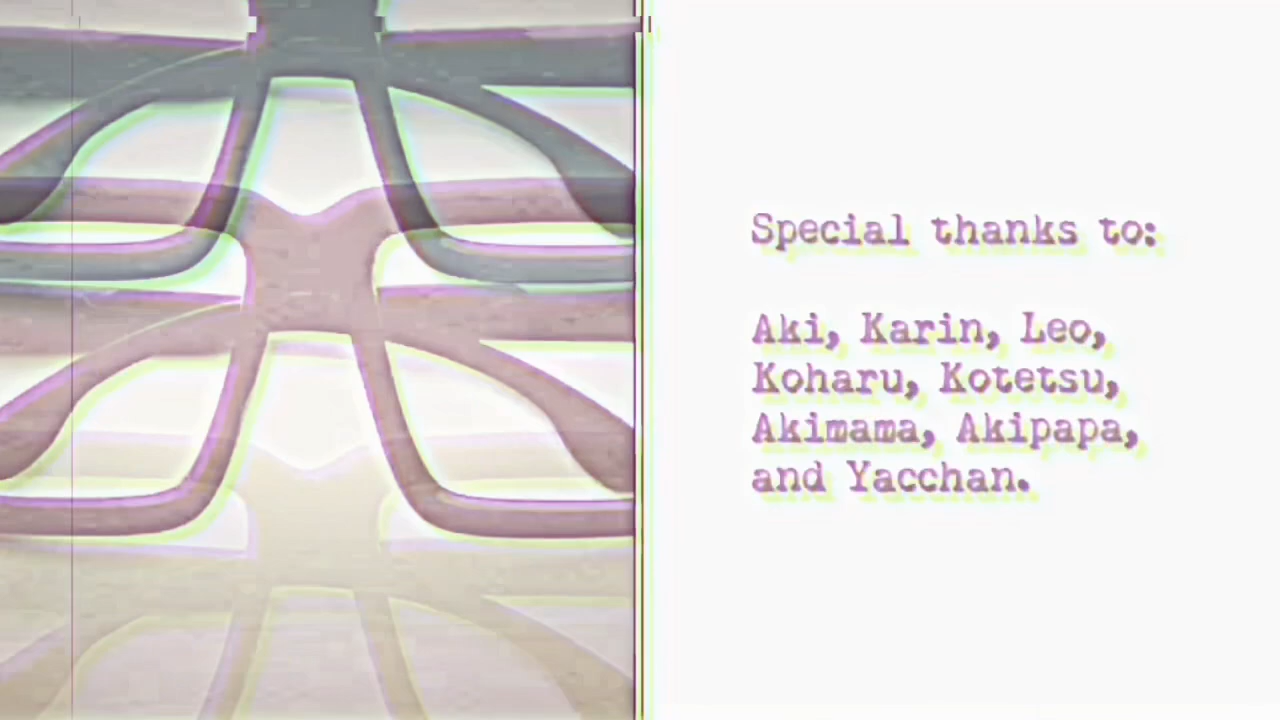 Special thanks to:
Aki, Karin, Leo,
Koharu, Kotetsu,
Akimama, Akipapa,
and Yacchan.